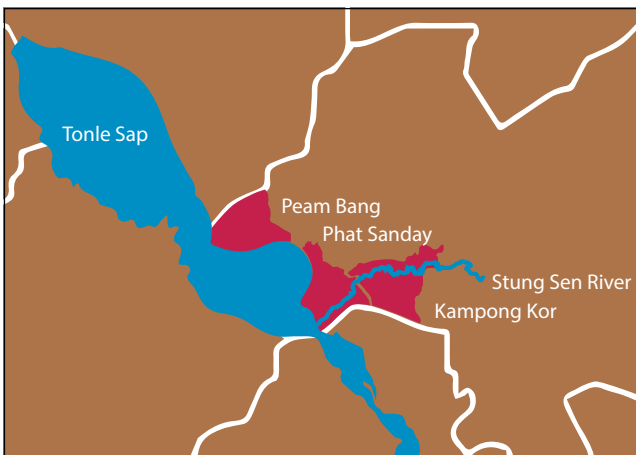 Tonle Sap
Peam Bang
Phat Sanday
Stung Sen River
Kampong Kor